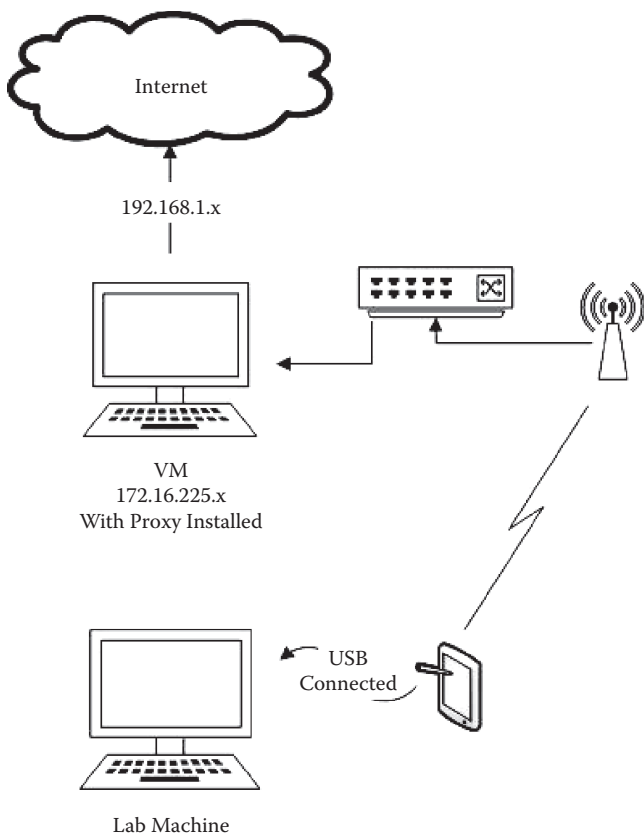 Internet
192.168.1.x
VM
172.16.225.x
With Proxy Installed
USB
Connected
Lab Machine